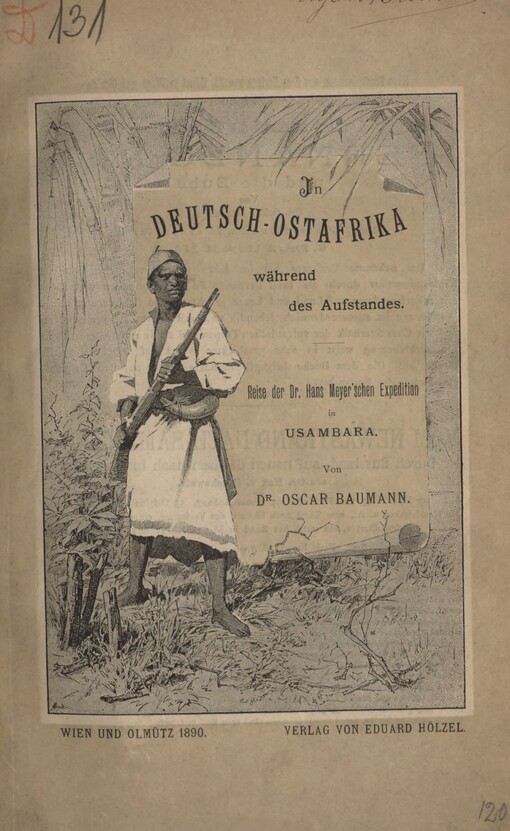 D 131
In
DEUTSCH-OSTAFRIKA
während
des Aufstandes.
Reise der Dr. Hans Meyer'schen Expedition
in
USAMBARA.
Von
DR. OSCAR BAUMANN.
WIEN UND OLMÜTZ 1890.
VERLAG VON EDUARD HÖLZEL.
120